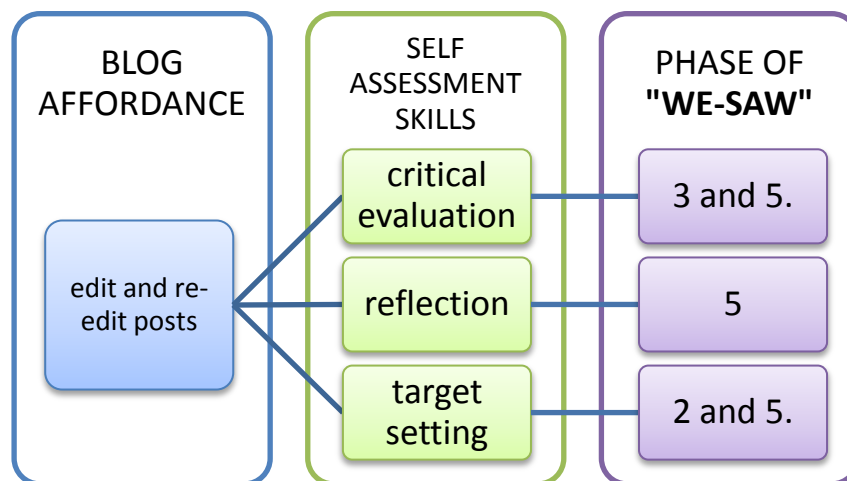 BLOG
AFFORDANCE
edit and re-
edit posts
SELF
ASSESSMENT
SKILLS
critical
evaluation
reflection
target
setting
PHASE OF
"WE-SAW"
3 and 5.
5
2 and 5.